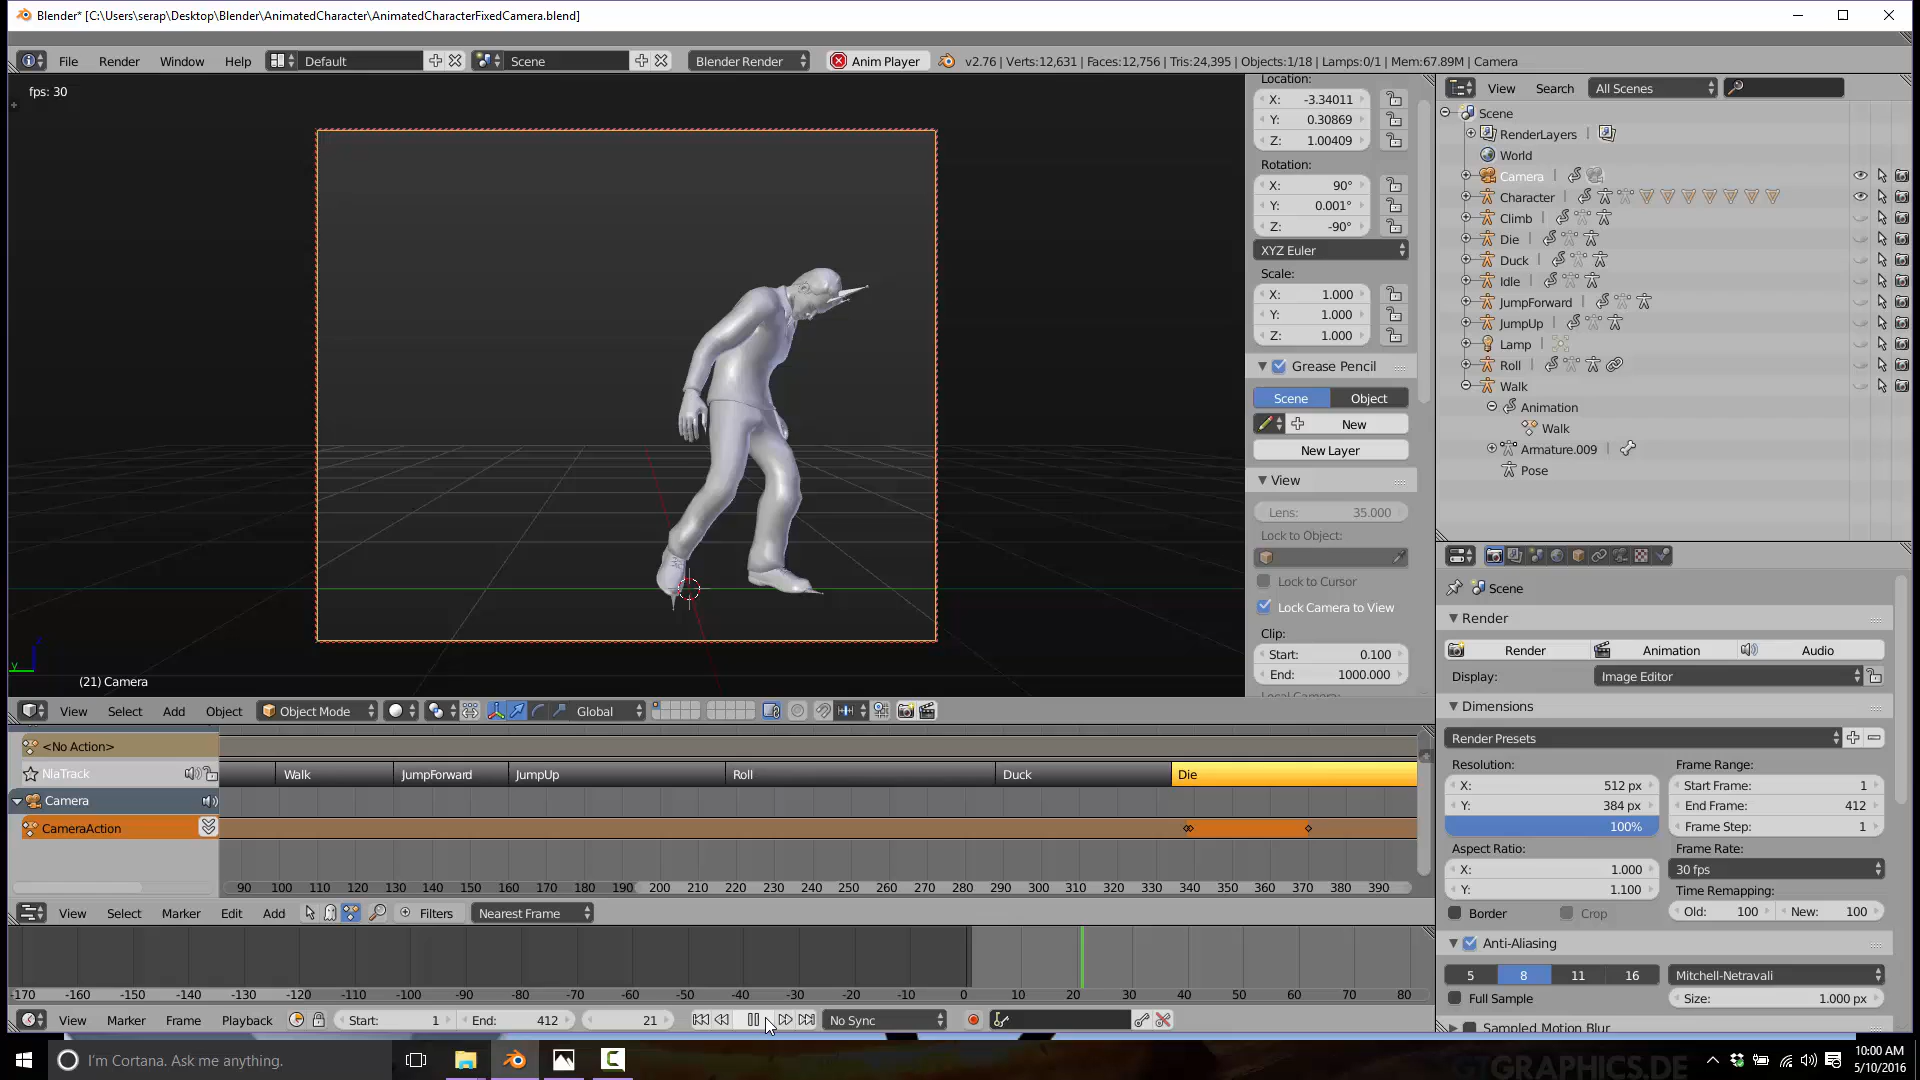 Blender* [C:\Users\serap\Desktop\Blender\AnimatedCharacter\AnimatedCharacterFixedCamera.blend]
File Render Window Help Default Scene Blender Render Anim Player v2.76 | Verts:12,631 | Faces:12,756 | Tris:24,395 | Objects:1/18 | Lamps:0/1 | Mem:67.89M | Camera
fps: 30
(21) Camera
Location:
X: -3.34011
Y: 0.30869
Z: 1.00409
Rotation:
X: 90°
Y: 0.001°
Z: -90°
XYZ Euler
Scale:
X: 1.000
Y: 1.000
Z: 1.000
Grease Pencil
Scene Object
New
New Layer
View
Lens: 35.000
Lock to Object:
Lock to Cursor
Lock Camera to View
Clip:
Start: 0.100
End: 1000.000
Local Camera:
View Search All Scenes
Scene
RenderLayers |
World
Camera |
Character |
Climb |
Die |
Duck |
Idle |
JumpForward |
JumpUp |
Lamp |
Roll |
Walk
Animation
Walk
Armature.009 |
Pose
Scene
Render
Render Animation Audio
Display: Image Editor
Dimensions
Render Presets
Resolution: Frame Range:
X: 512 px Start Frame: 1
Y: 384 px End Frame: 412
100% Frame Step: 1
Aspect Ratio: Frame Rate:
X: 1.000 30 fps
Y: 1.100 Time Remapping:
Border Crop Old: 100 New: 100
Anti-Aliasing
5 8 11 16 Mitchell-Netravali
Full Sample Size: 1.000 px
Sampled Motion Blur
View Select Add Object Object Mode Global
<No Action>
NlaTrack Walk JumpForward JumpUp Roll Duck Die
Camera
CameraAction
90 100 110 120 130 140 150 160 170 180 190 200 210 220 230 240 250 260 270 280 290 300 310 320 330 340 350 360 370 380 390
View Select Marker Edit Add Filters Nearest Frame
-170 -160 -150 -140 -130 -120 -110 -100 -90 -80 -70 -60 -50 -40 -30 -20 -10 0 10 20 30 40 50 60 70 80
View Marker Frame Playback Start: 1 End: 412 21 No Sync
I'm Cortana. Ask me anything.
GTGRAPHICS.DE
10:00 AM
5/10/2016